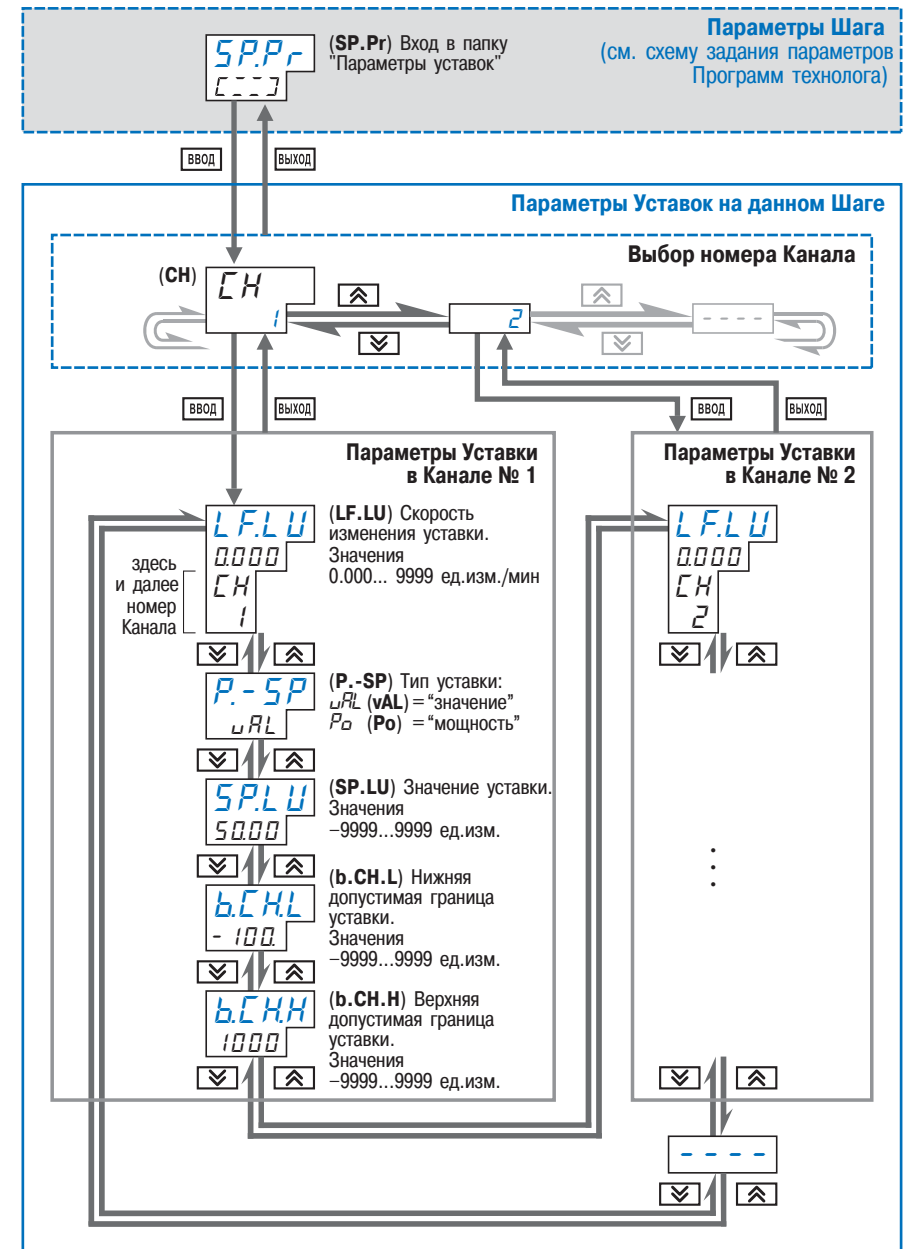 Параметры Шага
(см. схему задания параметров
Программ технолога)
SP.Pr
[---]
(SP.Pr) Вход в папку
"Параметры уставок"
ВВОД
ВЫХОД
Параметры Уставок на данном Шаге
Выбор номера Канала
(CH)
CH
1
2
- - - -
ВВОД
ВЫХОД
ВВОД
ВЫХОД
Параметры Уставки
в Канале № 1
LF.LU
0.000
CH
1
(LF.LU) Скорость
изменения уставки.
Значения
0.000... 9999 ед.изм./мин
здесь
и далее
номер
Канала
P.-SP
vAL
(P.-SP) Тип уставки:
vAL (vAL) = “значение”
Po (Po) = “мощность”
SP.LU
50.00
(SP.LU) Значение уставки.
Значения
−9999...9999 ед.изм.
b.CH.L
- 100.
(b.CH.L) Нижняя
допустимая граница
уставки.
Значения
−9999...9999 ед.изм.
b.CH.H
1000
(b.CH.H) Верхняя
допустимая граница
уставки.
Значения
−9999...9999 ед.изм.
Параметры Уставки
в Канале № 2
LF.LU
0.000
CH
2
- - - -